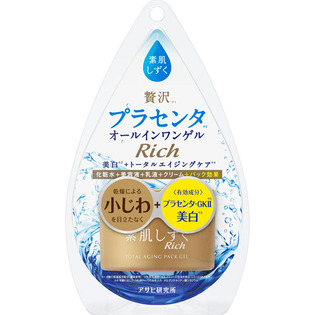 素肌
しずく
贅沢
プラセンタ
オールインワンゲル
Rich
美白 + トータルエイジングケア
化粧水+美容液+乳液+クリーム+パック効果
乾燥による
小じわ
を目立たなく
+
<有効成分>
プラセンタ・GKⅡ
美白
素肌しずく
Rich
TOTAL AGING PACK GEL
アサヒ研究所